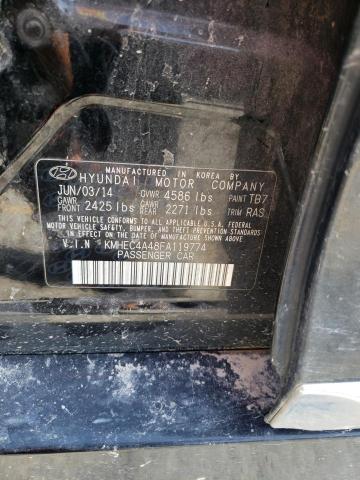 MANUFACTURED IN KOREA BY
HYUNDAI MOTOR COMPANY
JUN/03/14 GVWR 4586 lbs PAINT TB7
GAWR FRONT 2425 lbs GAWR REAR 2271 lbs TRIM RAS
THIS VEHICLE CONFORMS TO ALL APPLICABLE U.S.A. FEDERAL
MOTOR VEHICLE SAFETY, BUMPER, AND THEFT PREVENTION
STANDARDS IN EFFECT ON THE DATE OF MANUFACTURE SHOWN ABOVE.
V.I.N KMHEC4A48FA119774
PASSENGER CAR